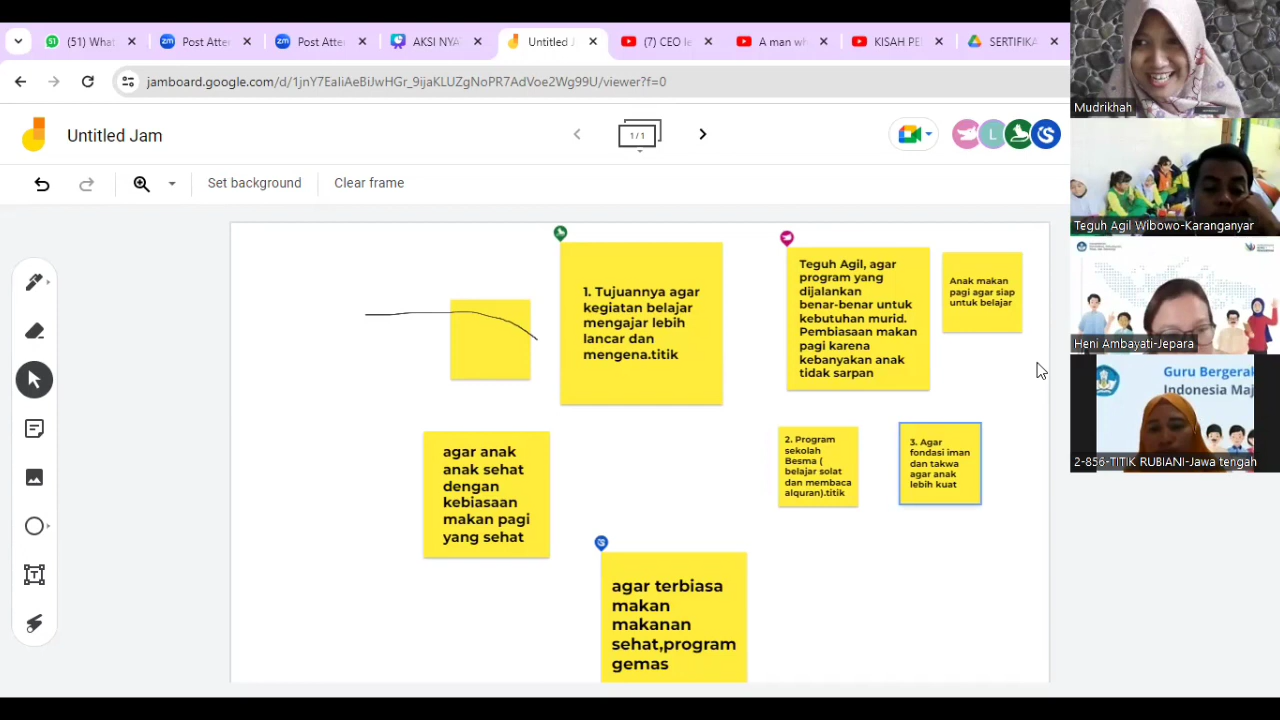 (51) What
Post Atte
Post Atte
AKSI NYA
Untitled J
(7) CEO le
A man wh
KISAH PE
SERTIFIKA
jamboard.google.com/d/1jnY7EaIiAeBiJwHGr_9ijaKLUZgNoPR7AdVoe2Wg99U/viewer?f=0
Untitled Jam
1/1
L
Set background
Clear frame
1. Tujuannya agar
kegiatan belajar
mengajar lebih
lancar dan
mengena.titik
Teguh Agil, agar
program yang
dijalankan
benar-benar untuk
kebutuhan murid.
Pembiasaan makan
pagi karena
kebanyakan anak
tidak sarpan
Anak makan
pagi agar siap
untuk belajar
agar anak
anak sehat
dengan
kebiasaan
makan pagi
yang sehat
2. Program
sekolah
Besma (
belajar solat
dan membaca
alquran).titik
3. Agar
fondasi iman
dan takwa
agar anak
lebih kuat
agar terbiasa
makan
makanan
sehat,program
gemas
Mudrikhah
Teguh Agil Wibowo-Karanganyar
Heni Ambayati-Jepara
Guru Bergerak
Indonesia Maj
2-856-TITIK RUBIANI-Jawa tengah